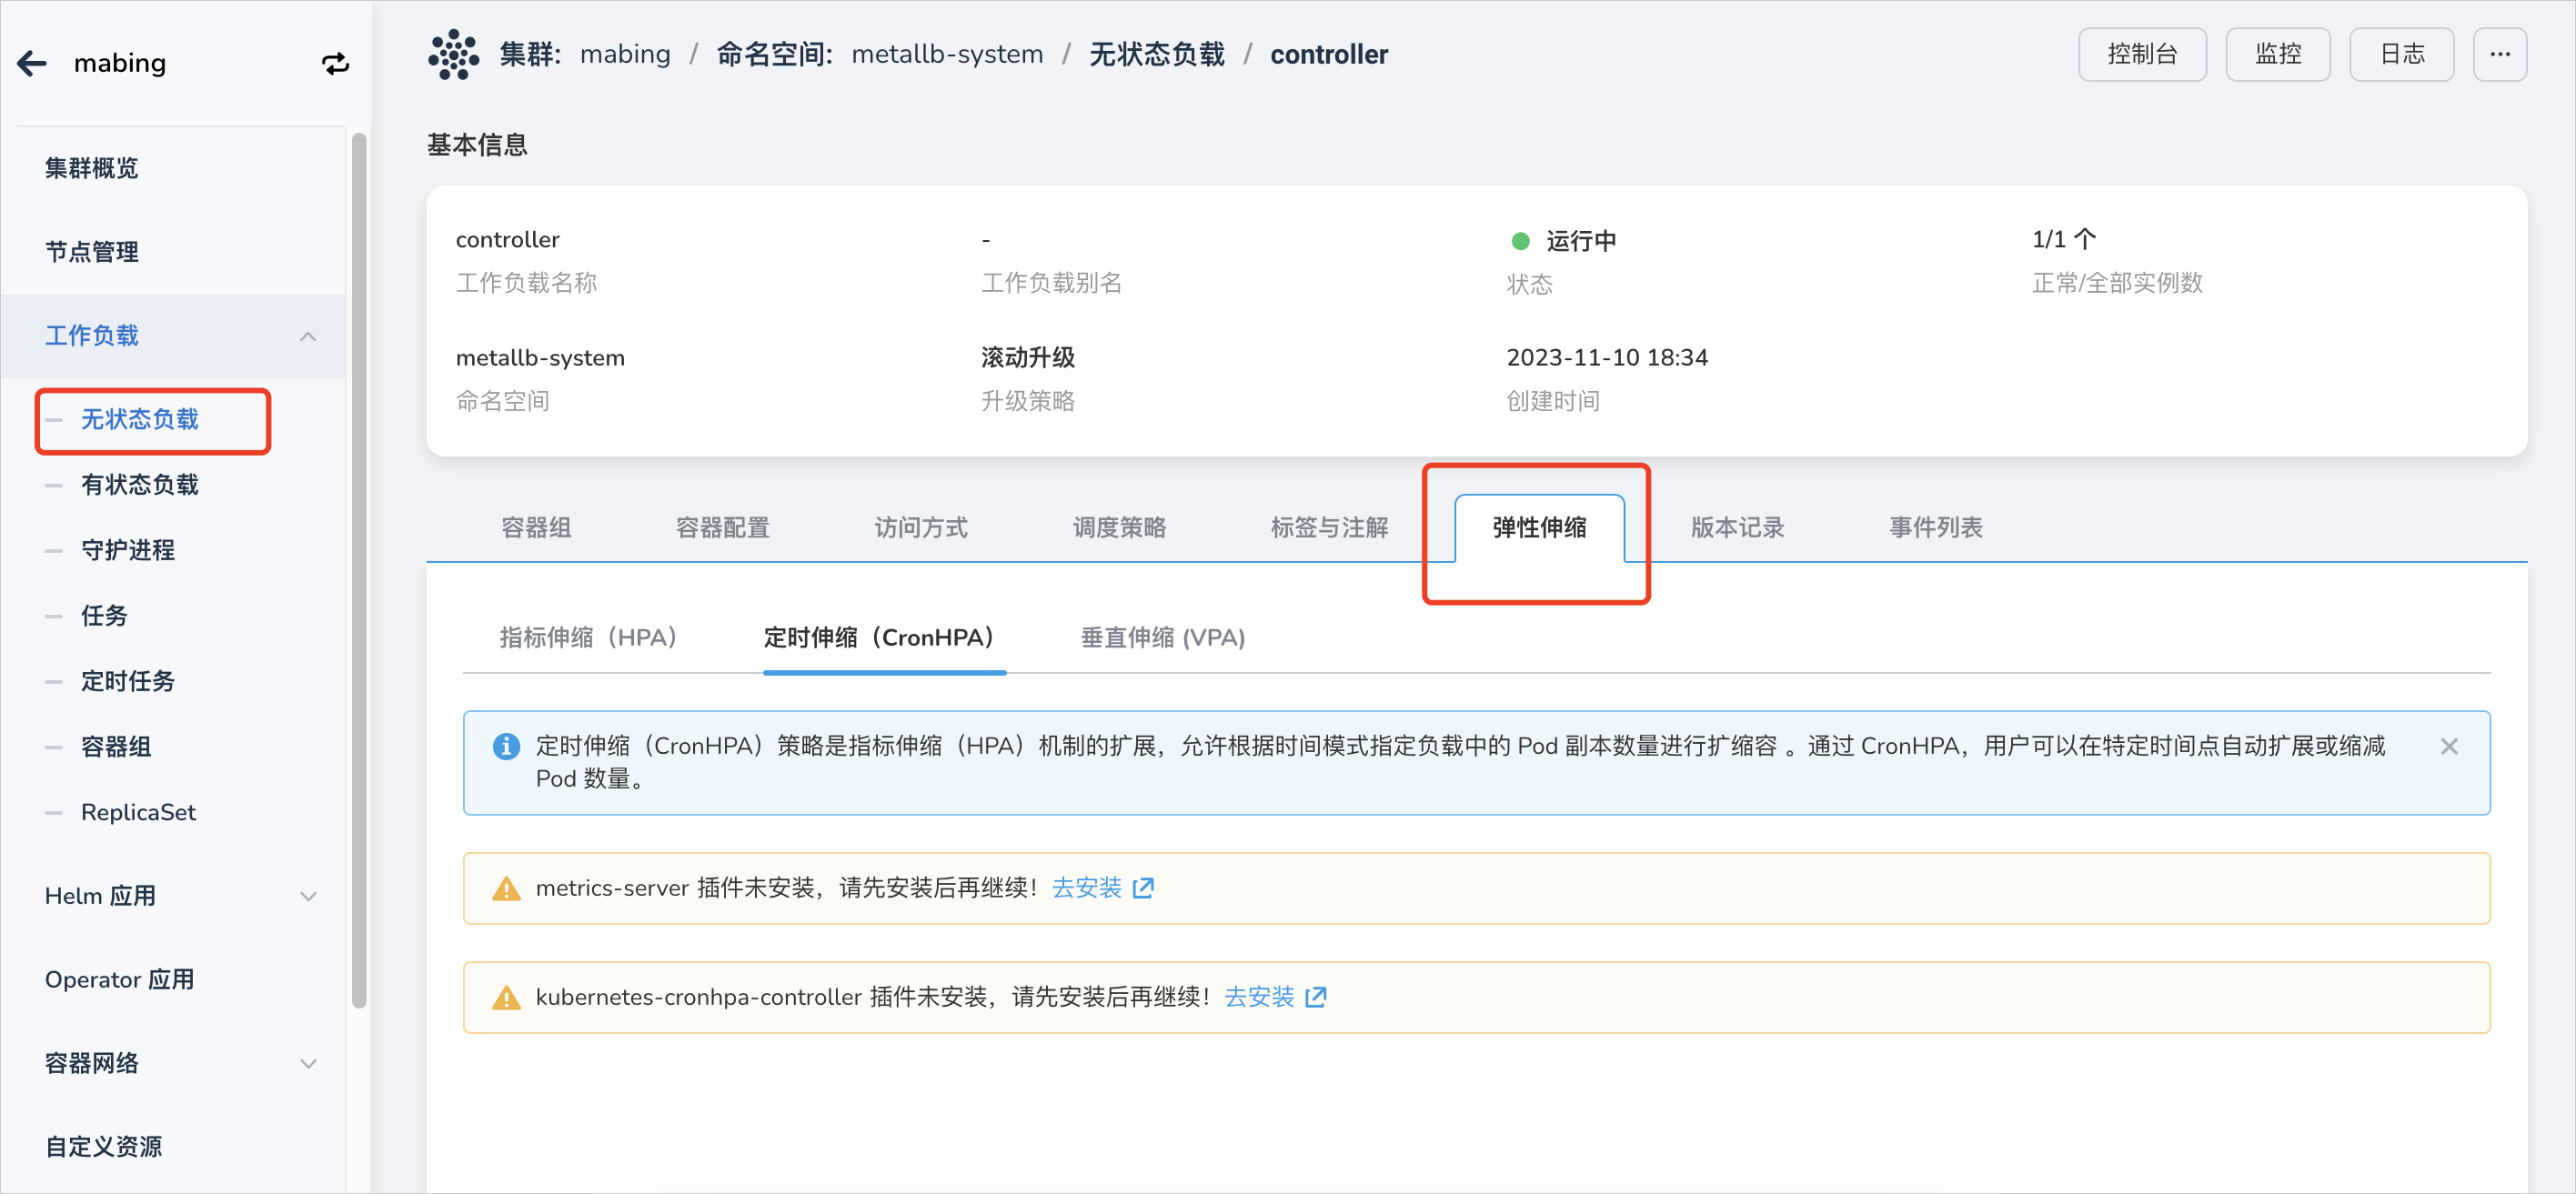 mabing
集群概览
节点管理
工作负载
无状态负载
有状态负载
守护进程
任务
定时任务
容器组
ReplicaSet
Helm 应用
Operator 应用
容器网络
自定义资源
集群: mabing / 命名空间: metallb-system / 无状态负载 / controller
控制台 监控 日志 ···
基本信息
controller - 运行中 1/1 个
工作负载名称 工作负载别名 状态 正常/全部实例数
metallb-system 滚动升级 2023-11-10 18:34
命名空间 升级策略 创建时间
容器组 容器配置 访问方式 调度策略 标签与注解 弹性伸缩 版本记录 事件列表
指标伸缩（HPA） 定时伸缩（CronHPA） 垂直伸缩 (VPA)
定时伸缩（CronHPA）策略是指标伸缩（HPA）机制的扩展，允许根据时间模式指定负载中的 Pod 副本数量进行扩缩容 。通过 CronHPA，用户可以在特定时间点自动扩展或缩减
Pod 数量。
metrics-server 插件未安装，请先安装后再继续！去安装
kubernetes-cronhpa-controller 插件未安装，请先安装后再继续！去安装